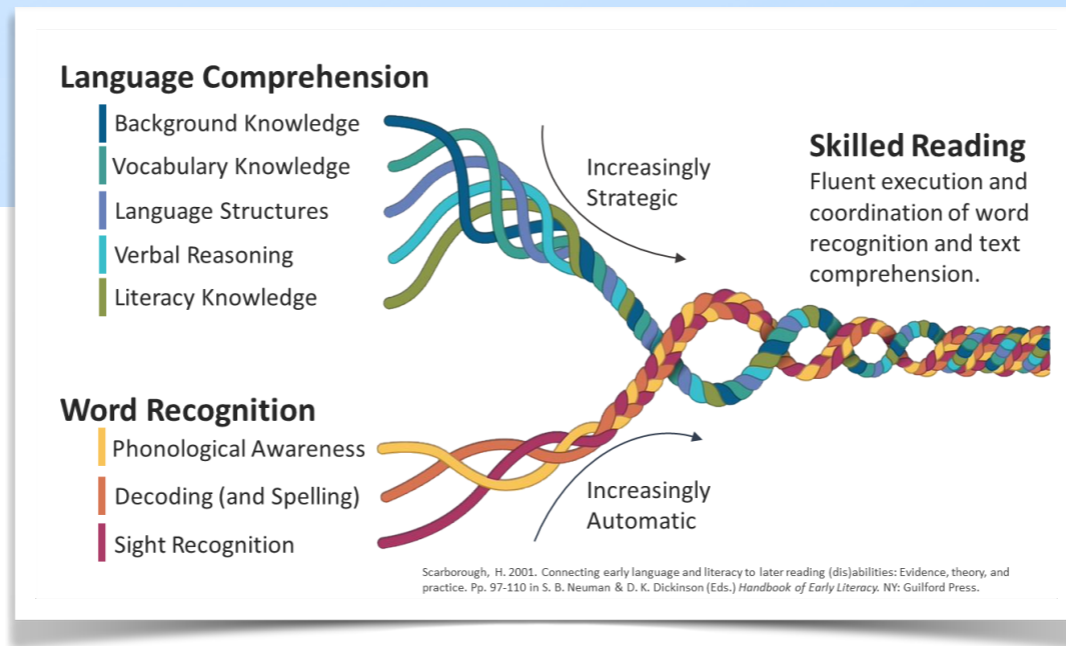 Language Comprehension
Background Knowledge
Vocabulary Knowledge
Language Structures
Verbal Reasoning
Literacy Knowledge
Increasingly
Strategic
Skilled Reading
Fluent execution and
coordination of word
recognition and text
comprehension.
Word Recognition
Phonological Awareness
Decoding (and Spelling)
Sight Recognition
Increasingly
Automatic
Scarborough, H. 2001. Connecting early language and literacy to later reading (dis)abilities: Evidence, theory, and
practice. Pp. 97-110 in S. B. Neuman & D. K. Dickinson (Eds.) Handbook of Early Literacy. NY: Guilford Press.